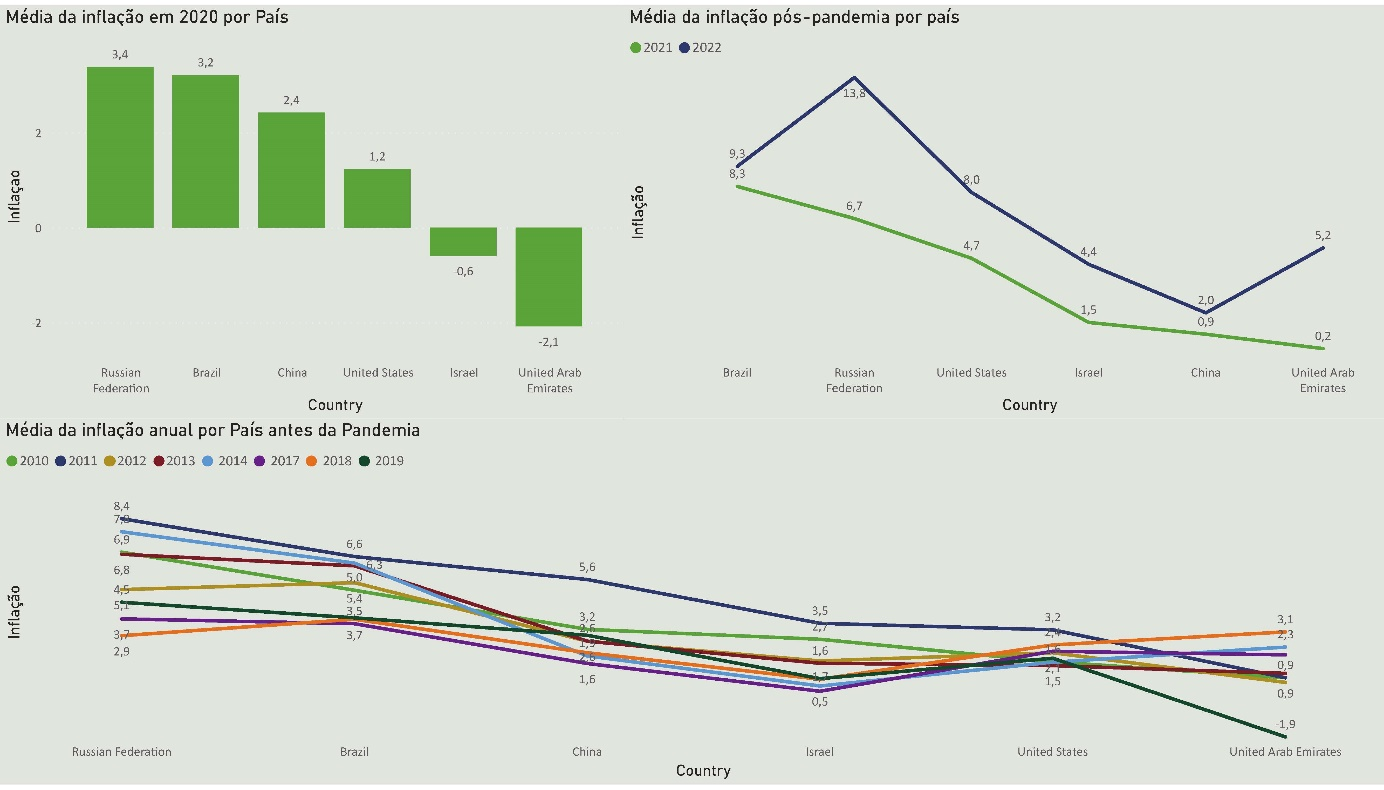 Média da inflação em 2020 por País
3,4
3,2
2,4
1,2
-0,6
-2,1
2
0
2
Inflação
Russian Federation
Brazil
China
United States
Israel
United Arab Emirates
Country
Média da inflação pós-pandemia por país
2021 2022
9,3
8,3
13,8
6,7
8,0
4,7
4,4
1,5
2,0
0,9
5,2
0,2
Inflação
Brazil
Russian Federation
United States
Israel
China
United Arab Emirates
Country
Média da inflação anual por País antes da Pandemia
2010 2011 2012 2013 2014 2017 2018 2019
8,4
7,8
6,9
6,8
4,5
5,1
3,7
2,9
6,6
6,3
5,0
5,4
3,5
3,7
5,6
3,2
2,6
1,6
3,5
2,7
1,6
1,7
0,5
3,2
2,4
2,1
1,5
3,1
2,3
0,9
0,9
-1,9
Inflação
Russian Federation
Brazil
China
Israel
United States
United Arab Emirates
Country